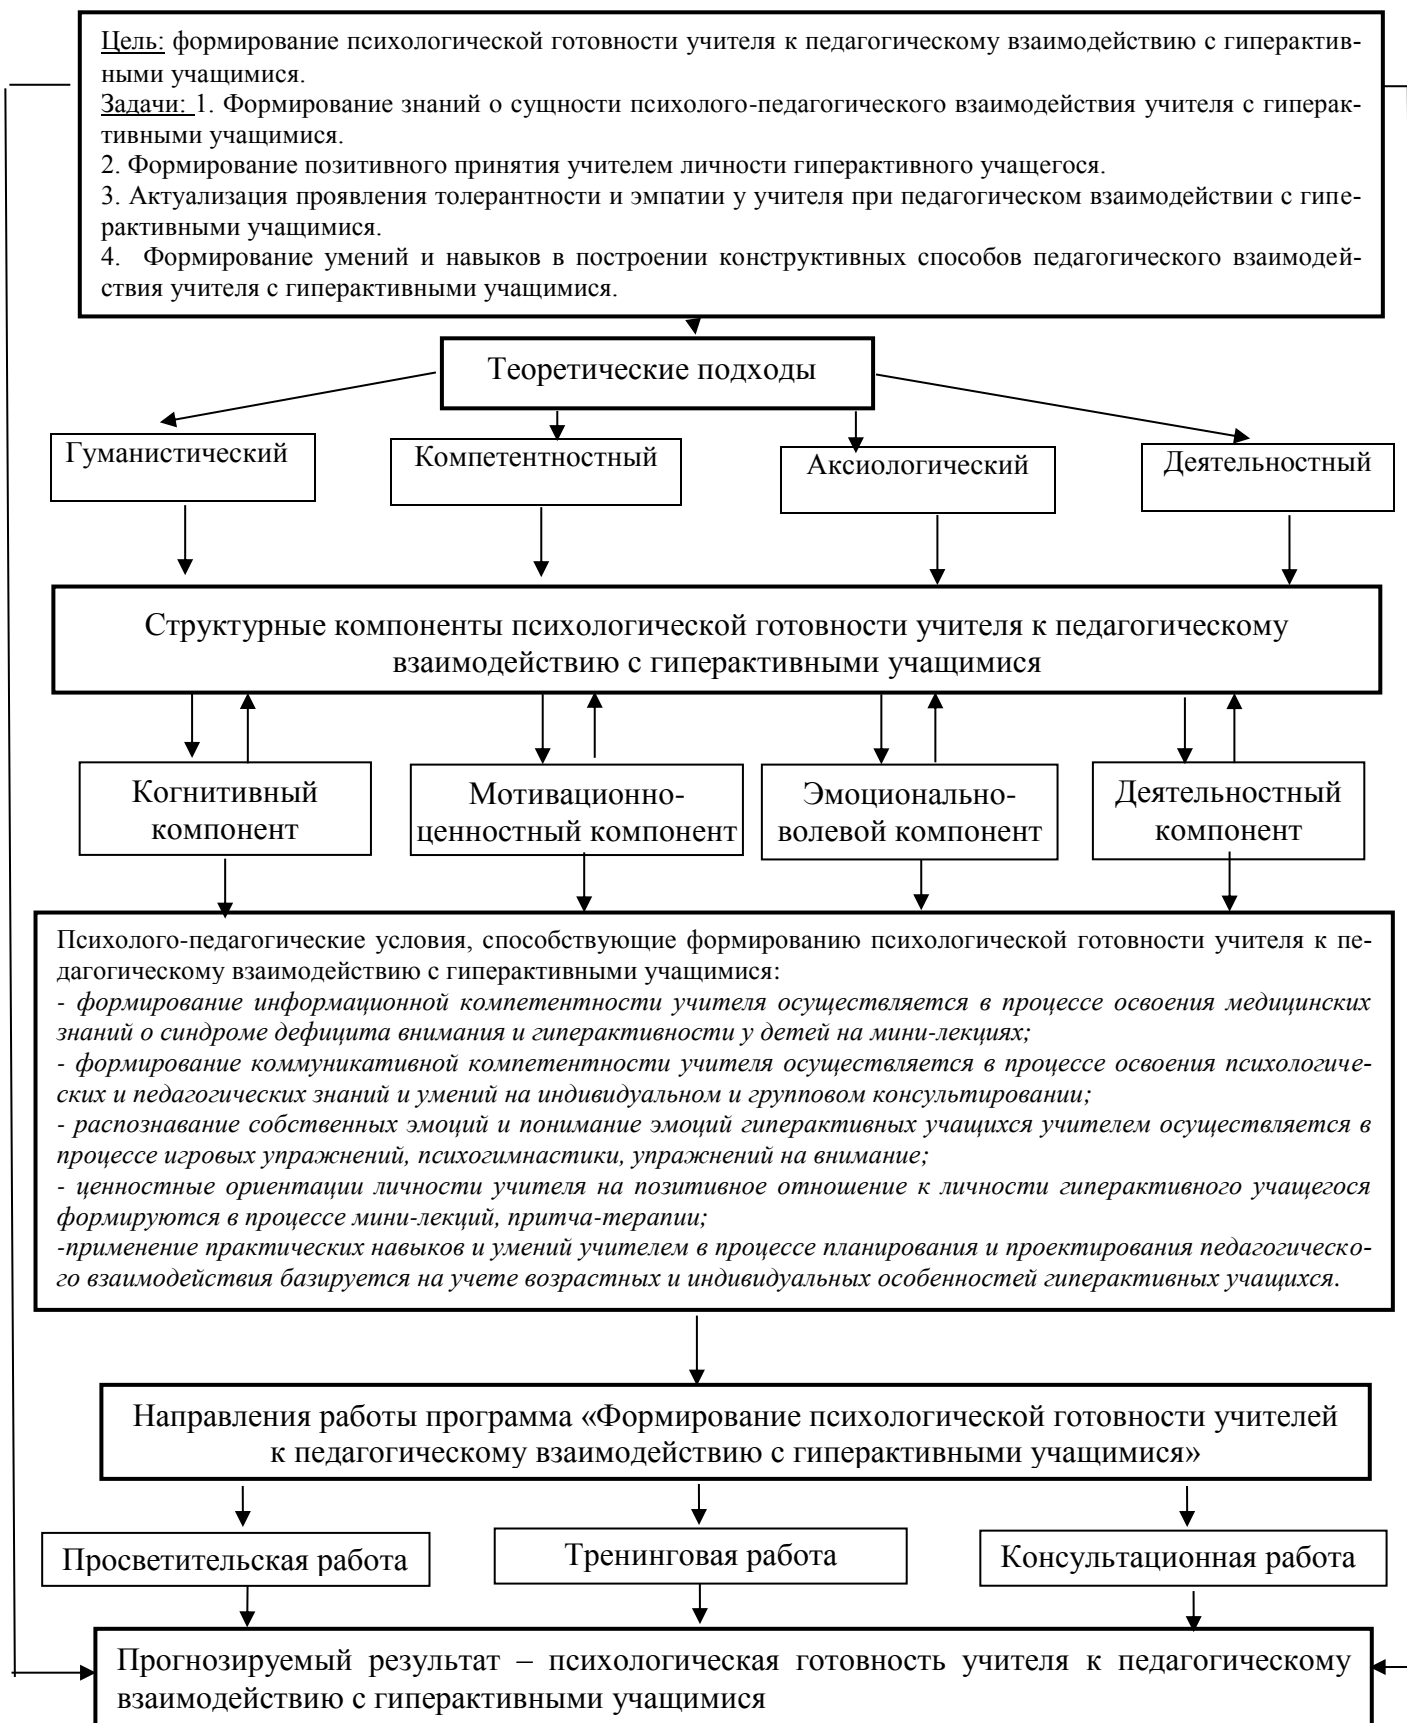 Цель: формирование психологической готовности учителя к педагогическому взаимодействию с гиперактив-
ными учащимися.
Задачи: 1. Формирование знаний о сущности психолого-педагогического взаимодействия учителя с гиперак-
тивными учащимися.
2. Формирование позитивного принятия учителем личности гиперактивного учащегося.
3. Актуализация проявления толерантности и эмпатии у учителя при педагогическом взаимодействии с гипе-
рактивными учащимися.
4. Формирование умений и навыков в построении конструктивных способов педагогического взаимодей-
ствия учителя с гиперактивными учащимися.
Теоретические подходы
Гуманистический
Компетентностный
Аксиологический
Деятельностный
Структурные компоненты психологической готовности учителя к педагогическому
взаимодействию с гиперактивными учащимися
Когнитивный
компонент
Мотивационно-
ценностный компонент
Эмоционально-
волевой компонент
Деятельностный
компонент
Психолого-педагогические условия, способствующие формированию психологической готовности учителя к пе-
дагогическому взаимодействию с гиперактивными учащимися:
- формирование информационной компетентности учителя осуществляется в процессе освоения медицинских
знаний о синдроме дефицита внимания и гиперактивности у детей на мини-лекциях;
- формирование коммуникативной компетентности учителя осуществляется в процессе освоения психологиче-
ских и педагогических знаний и умений на индивидуальном и групповом консультировании;
- распознавание собственных эмоций и понимание эмоций гиперактивных учащихся учителем осуществляется в
процессе игровых упражнений, психогимнастики, упражнений на внимание;
- ценностные ориентации личности учителя на позитивное отношение к личности гиперактивного учащегося
формируются в процессе мини-лекций, притча-терапии;
-применение практических навыков и умений учителем в процессе планирования и проектирования педагогическо-
го взаимодействия базируется на учете возрастных и индивидуальных особенностей гиперактивных учащихся.
Направления работы программа «Формирование психологической готовности учителей
к педагогическому взаимодействию с гиперактивными учащимися»
Просветительская работа
Тренинговая работа
Консультационная работа
Прогнозируемый результат – психологическая готовность учителя к педагогическому
взаимодействию с гиперактивными учащимися